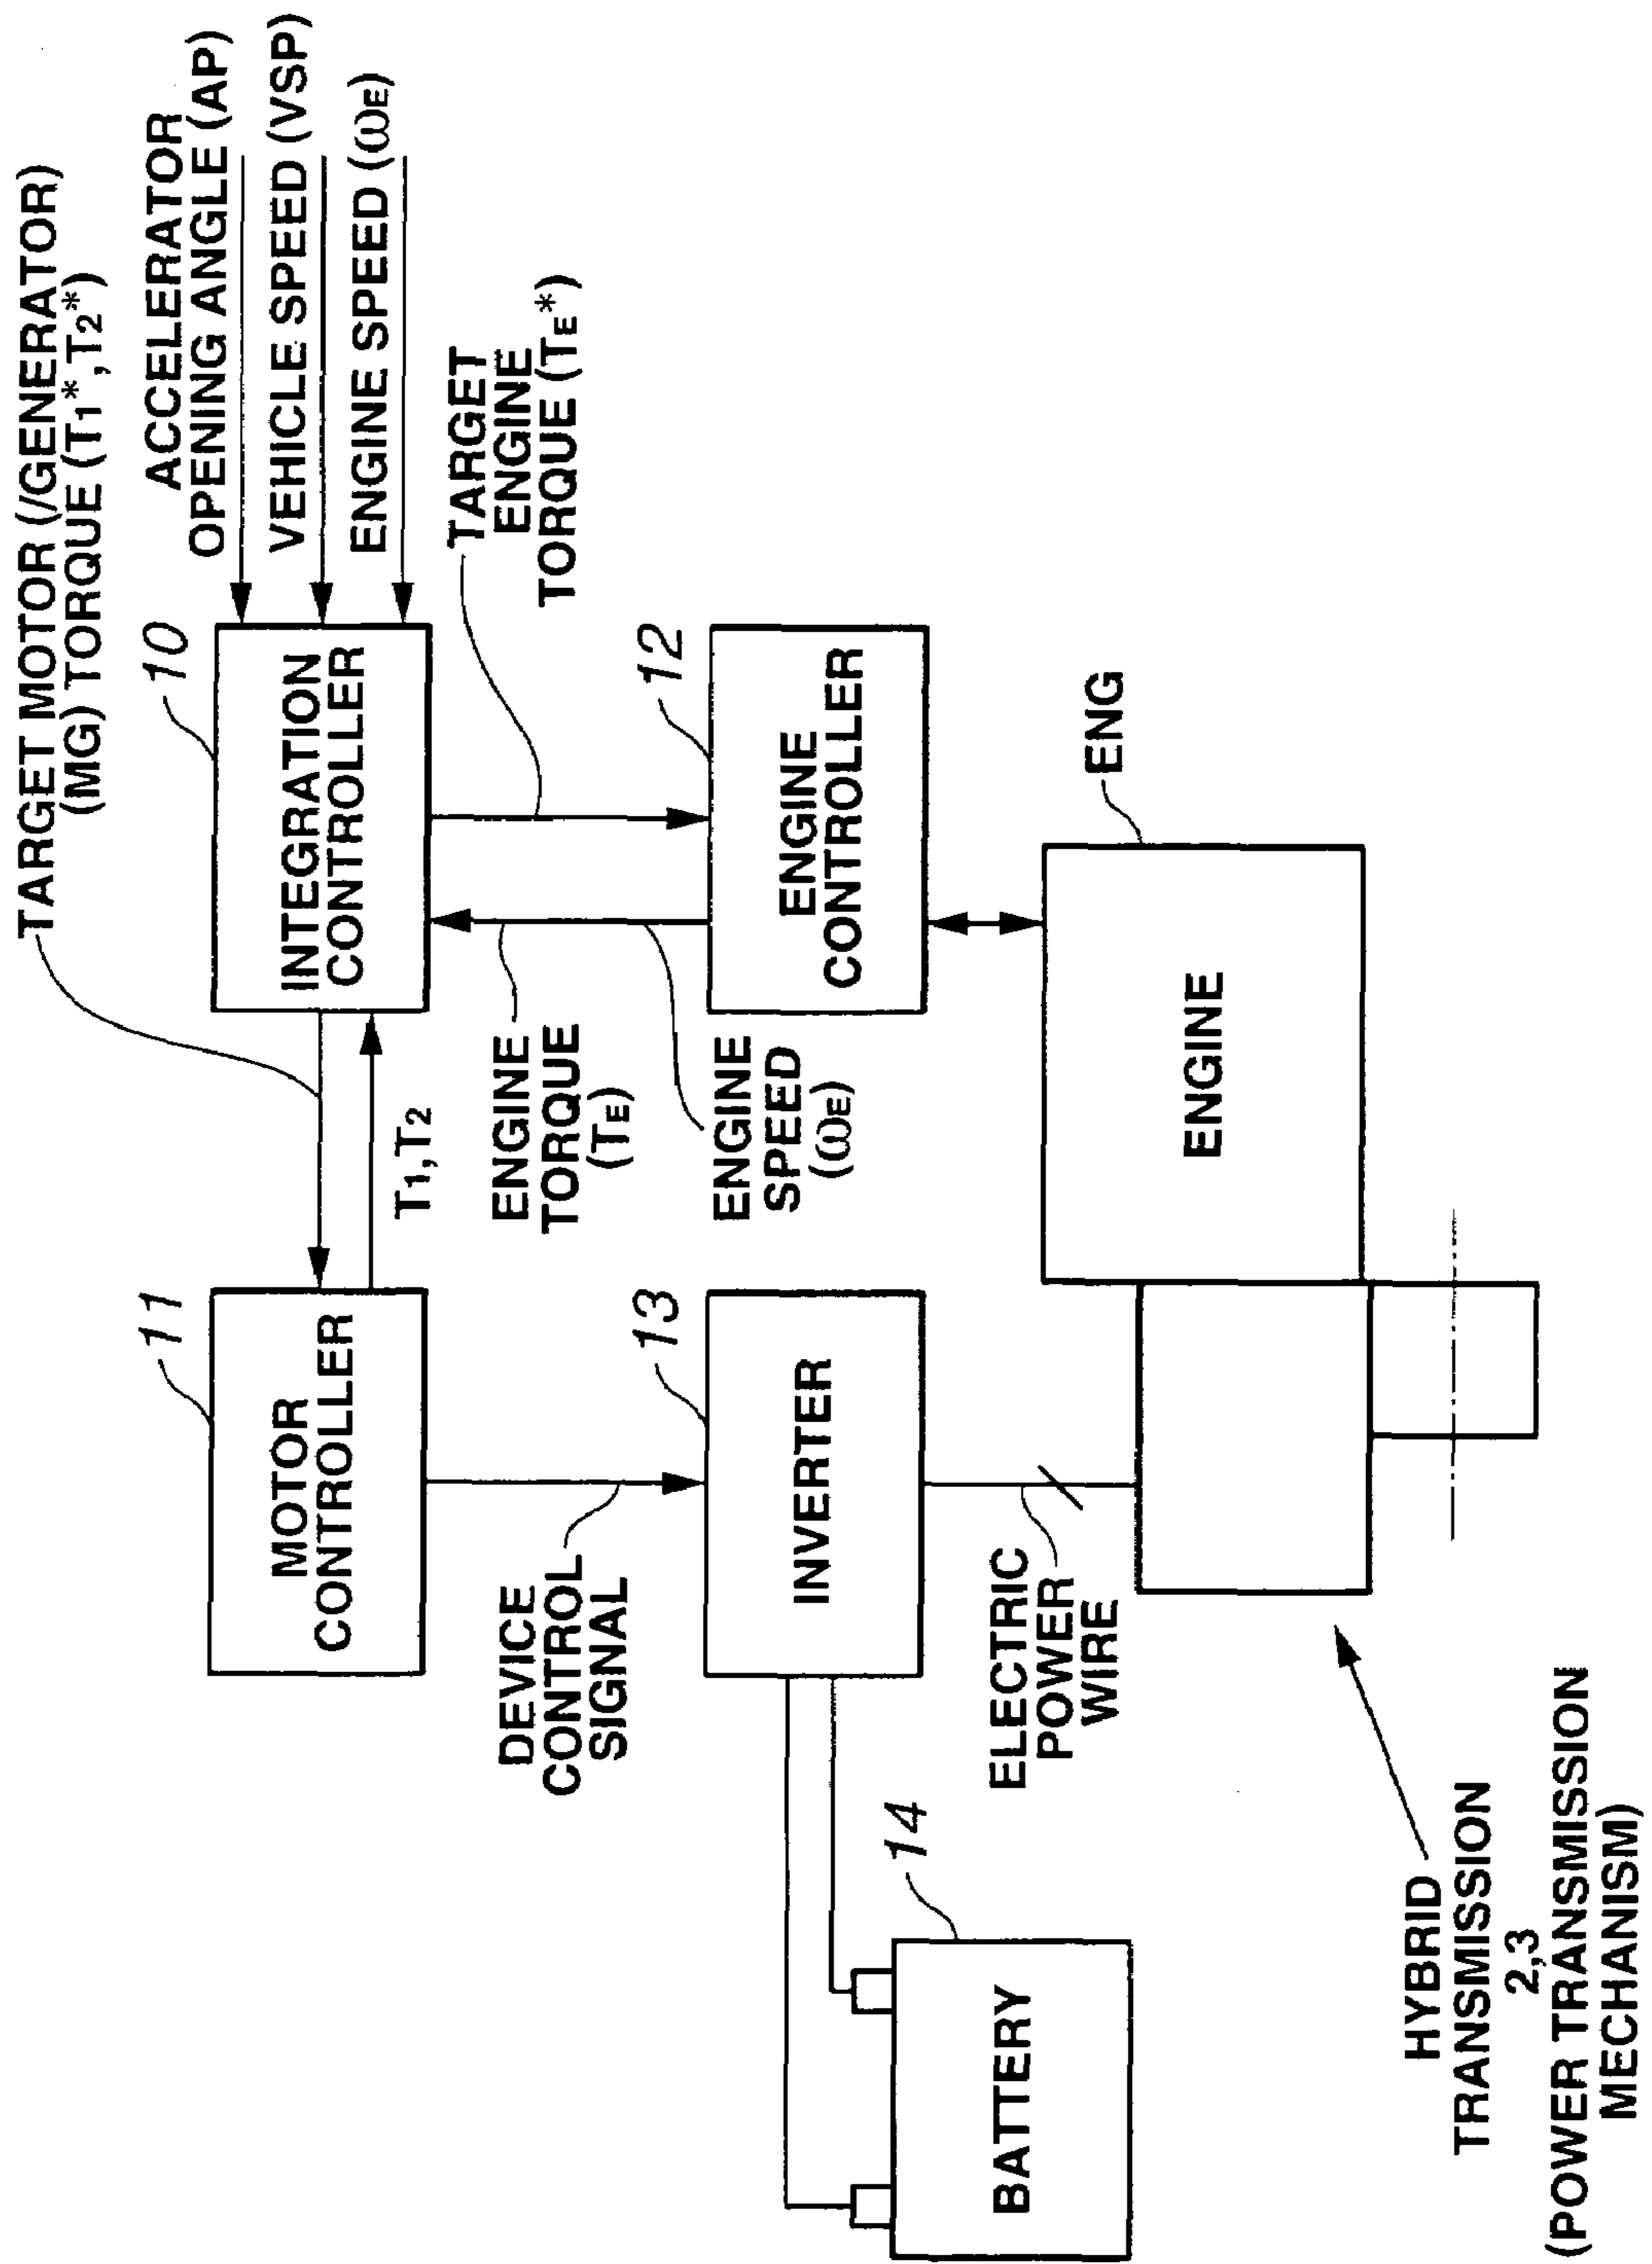 TARGET MOTOR (/GENERATOR)
(MG) TORQUE (T1*,T2*)
ACCELERATOR
OPENING ANGLE (AP)
VEHICLE SPEED (VSP)
ENGINE SPEED (ωE)
10
INTEGRATION
CONTROLLER
11
MOTOR
CONTROLLER
T1,T2
TARGET
ENGINE
TORQUE (TE*)
ENGINE
TORQUE
(TE)
ENGINE
SPEED
(ωE)
12
ENGINE
CONTROLLER
DEVICE
CONTROL
SIGNAL
13
INVERTER
14
BATTERY
ELECTRIC
POWER
WIRE
ENG
ENGINE
HYBRID
TRANSMISSION
2,3
(POWER TRANSMISSION
MECHANISM)